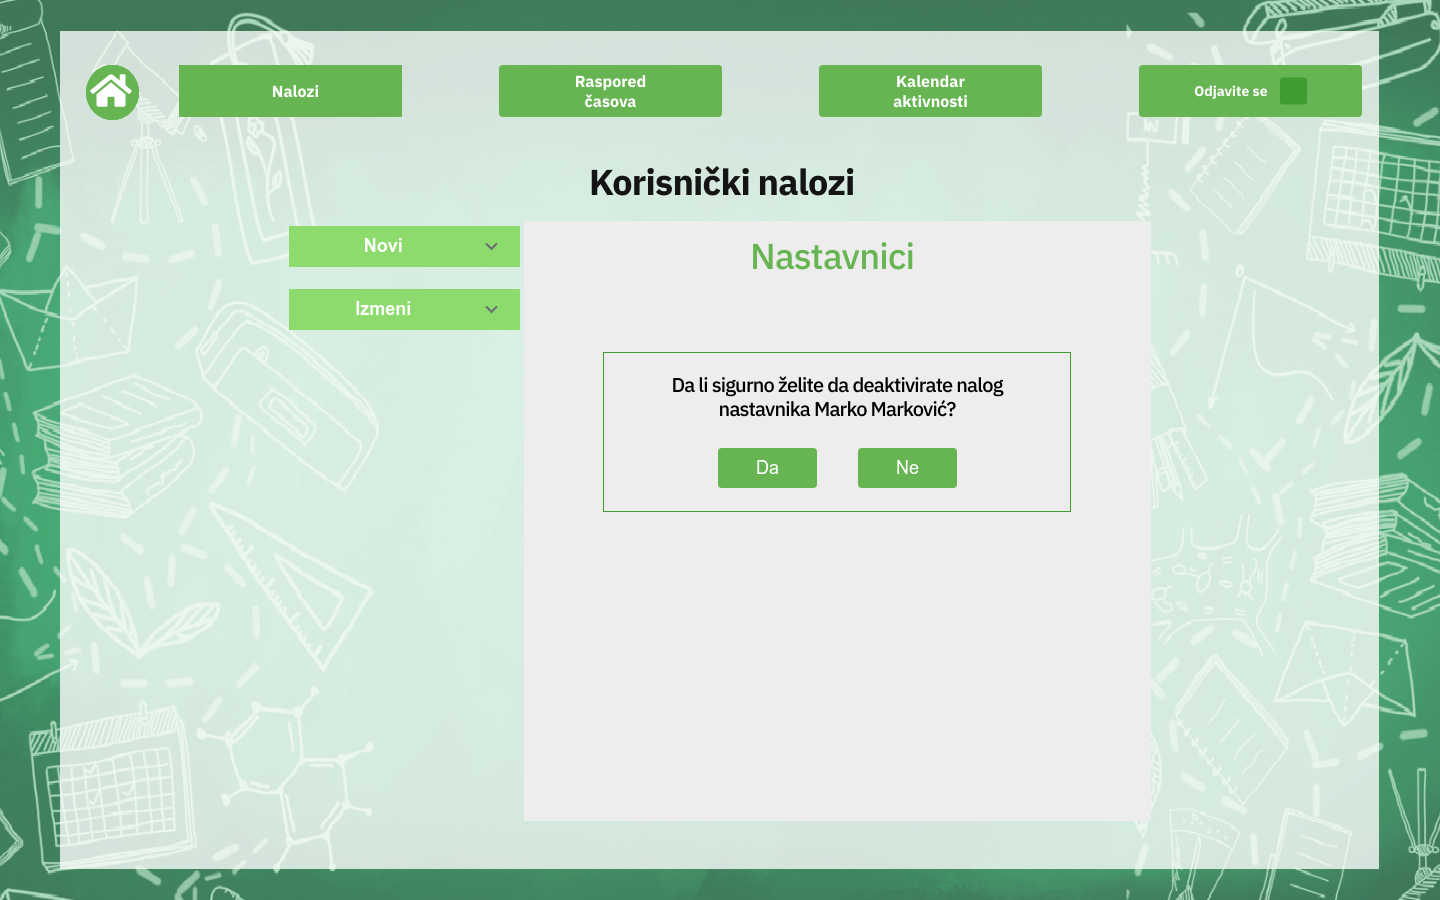 Nalozi
Raspored
časova
Kalendar
aktivnosti
Odjavite se
Korisnički nalozi
Novi
Izmeni
Nastavnici
Da li sigurno želite da deaktivirate nalog
nastavnika Marko Marković?
Da
Ne